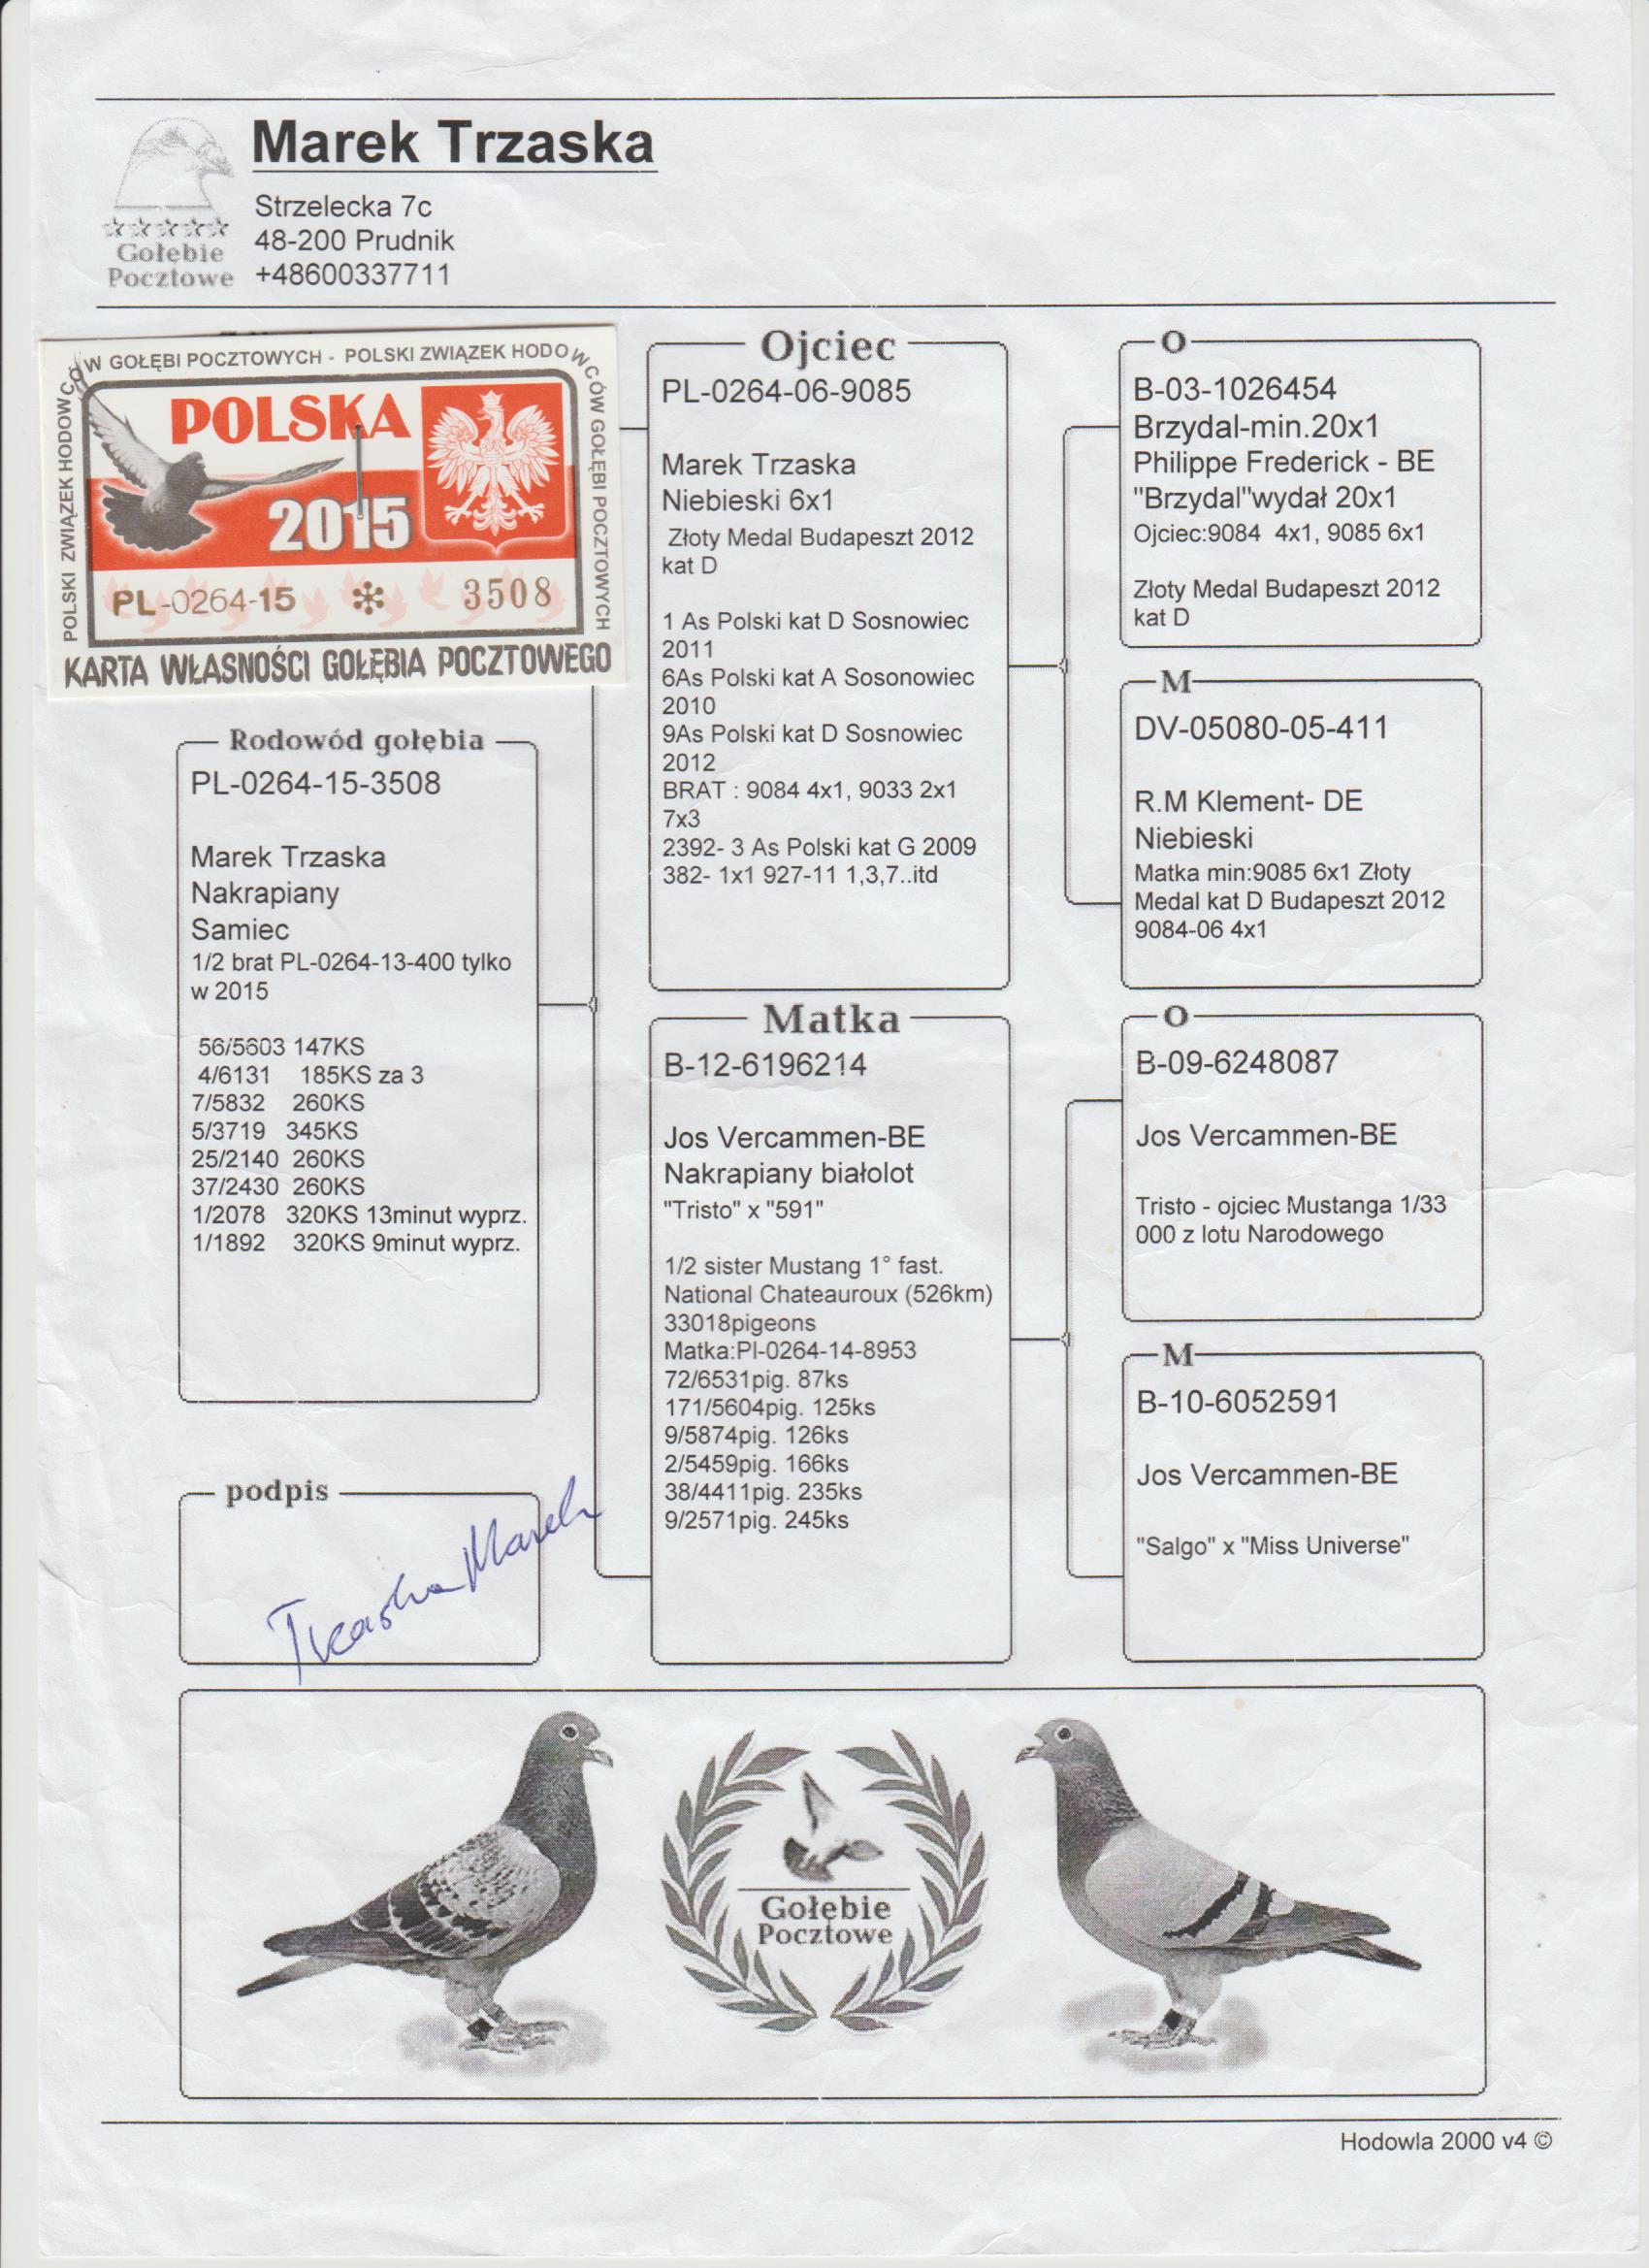 Marek Trzaska
Strzelecka 7c
48-200 Prudnik
+48600337711
Gołębie
Pocztowe
POLSKI ZWIĄZEK HODOWCÓW GOŁĘBI POCZTOWYCH - POLSKI ZWIĄZEK HODOWCÓW GOŁĘBI POCZTOWYCH
POLSKA
2015
PL-0264-15 * 3508
KARTA WŁASNOŚCI GOŁĘBIA POCZTOWEGO
Rodowód gołębia
PL-0264-15-3508
Marek Trzaska
Nakrapiany
Samiec
1/2 brat PL-0264-13-400 tylko
w 2015
56/5603 147KS
4/6131 185KS za 3
7/5832 260KS
5/3719 345KS
25/2140 260KS
37/2430 260KS
1/2078 320KS 13minut wyprz.
1/1892 320KS 9minut wyprz.
podpis
Trzaska Marek
Ojciec
PL-0264-06-9085
Marek Trzaska
Niebieski 6x1
Złoty Medal Budapeszt 2012
kat D
1 As Polski kat D Sosnowiec
2011
6As Polski kat A Sosonowiec
2010
9As Polski kat D Sosnowiec
2012
BRAT : 9084 4x1, 9033 2x1
7x3
2392- 3 As Polski kat G 2009
382- 1x1 927-11 1,3,7..itd
Matka
B-12-6196214
Jos Vercammen-BE
Nakrapiany białolot
"Tristo" x "591"
1/2 sister Mustang 1° fast.
National Chateauroux (526km)
33018pigeons
Matka:Pl-0264-14-8953
72/6531pig. 87ks
171/5604pig. 125ks
9/5874pig. 126ks
2/5459pig. 166ks
38/4411pig. 235ks
9/2571pig. 245ks
O
B-03-1026454
Brzydal-min.20x1
Philippe Frederick - BE
"Brzydal"wydał 20x1
Ojciec:9084 4x1, 9085 6x1
Złoty Medal Budapeszt 2012
kat D
M
DV-05080-05-411
R.M Klement- DE
Niebieski
Matka min:9085 6x1 Złoty
Medal kat D Budapeszt 2012
9084-06 4x1
O
B-09-6248087
Jos Vercammen-BE
Tristo - ojciec Mustanga 1/33
000 z lotu Narodowego
M
B-10-6052591
Jos Vercammen-BE
"Salgo" x "Miss Universe"
Gołębie
Pocztowe
Hodowla 2000 v4 ©